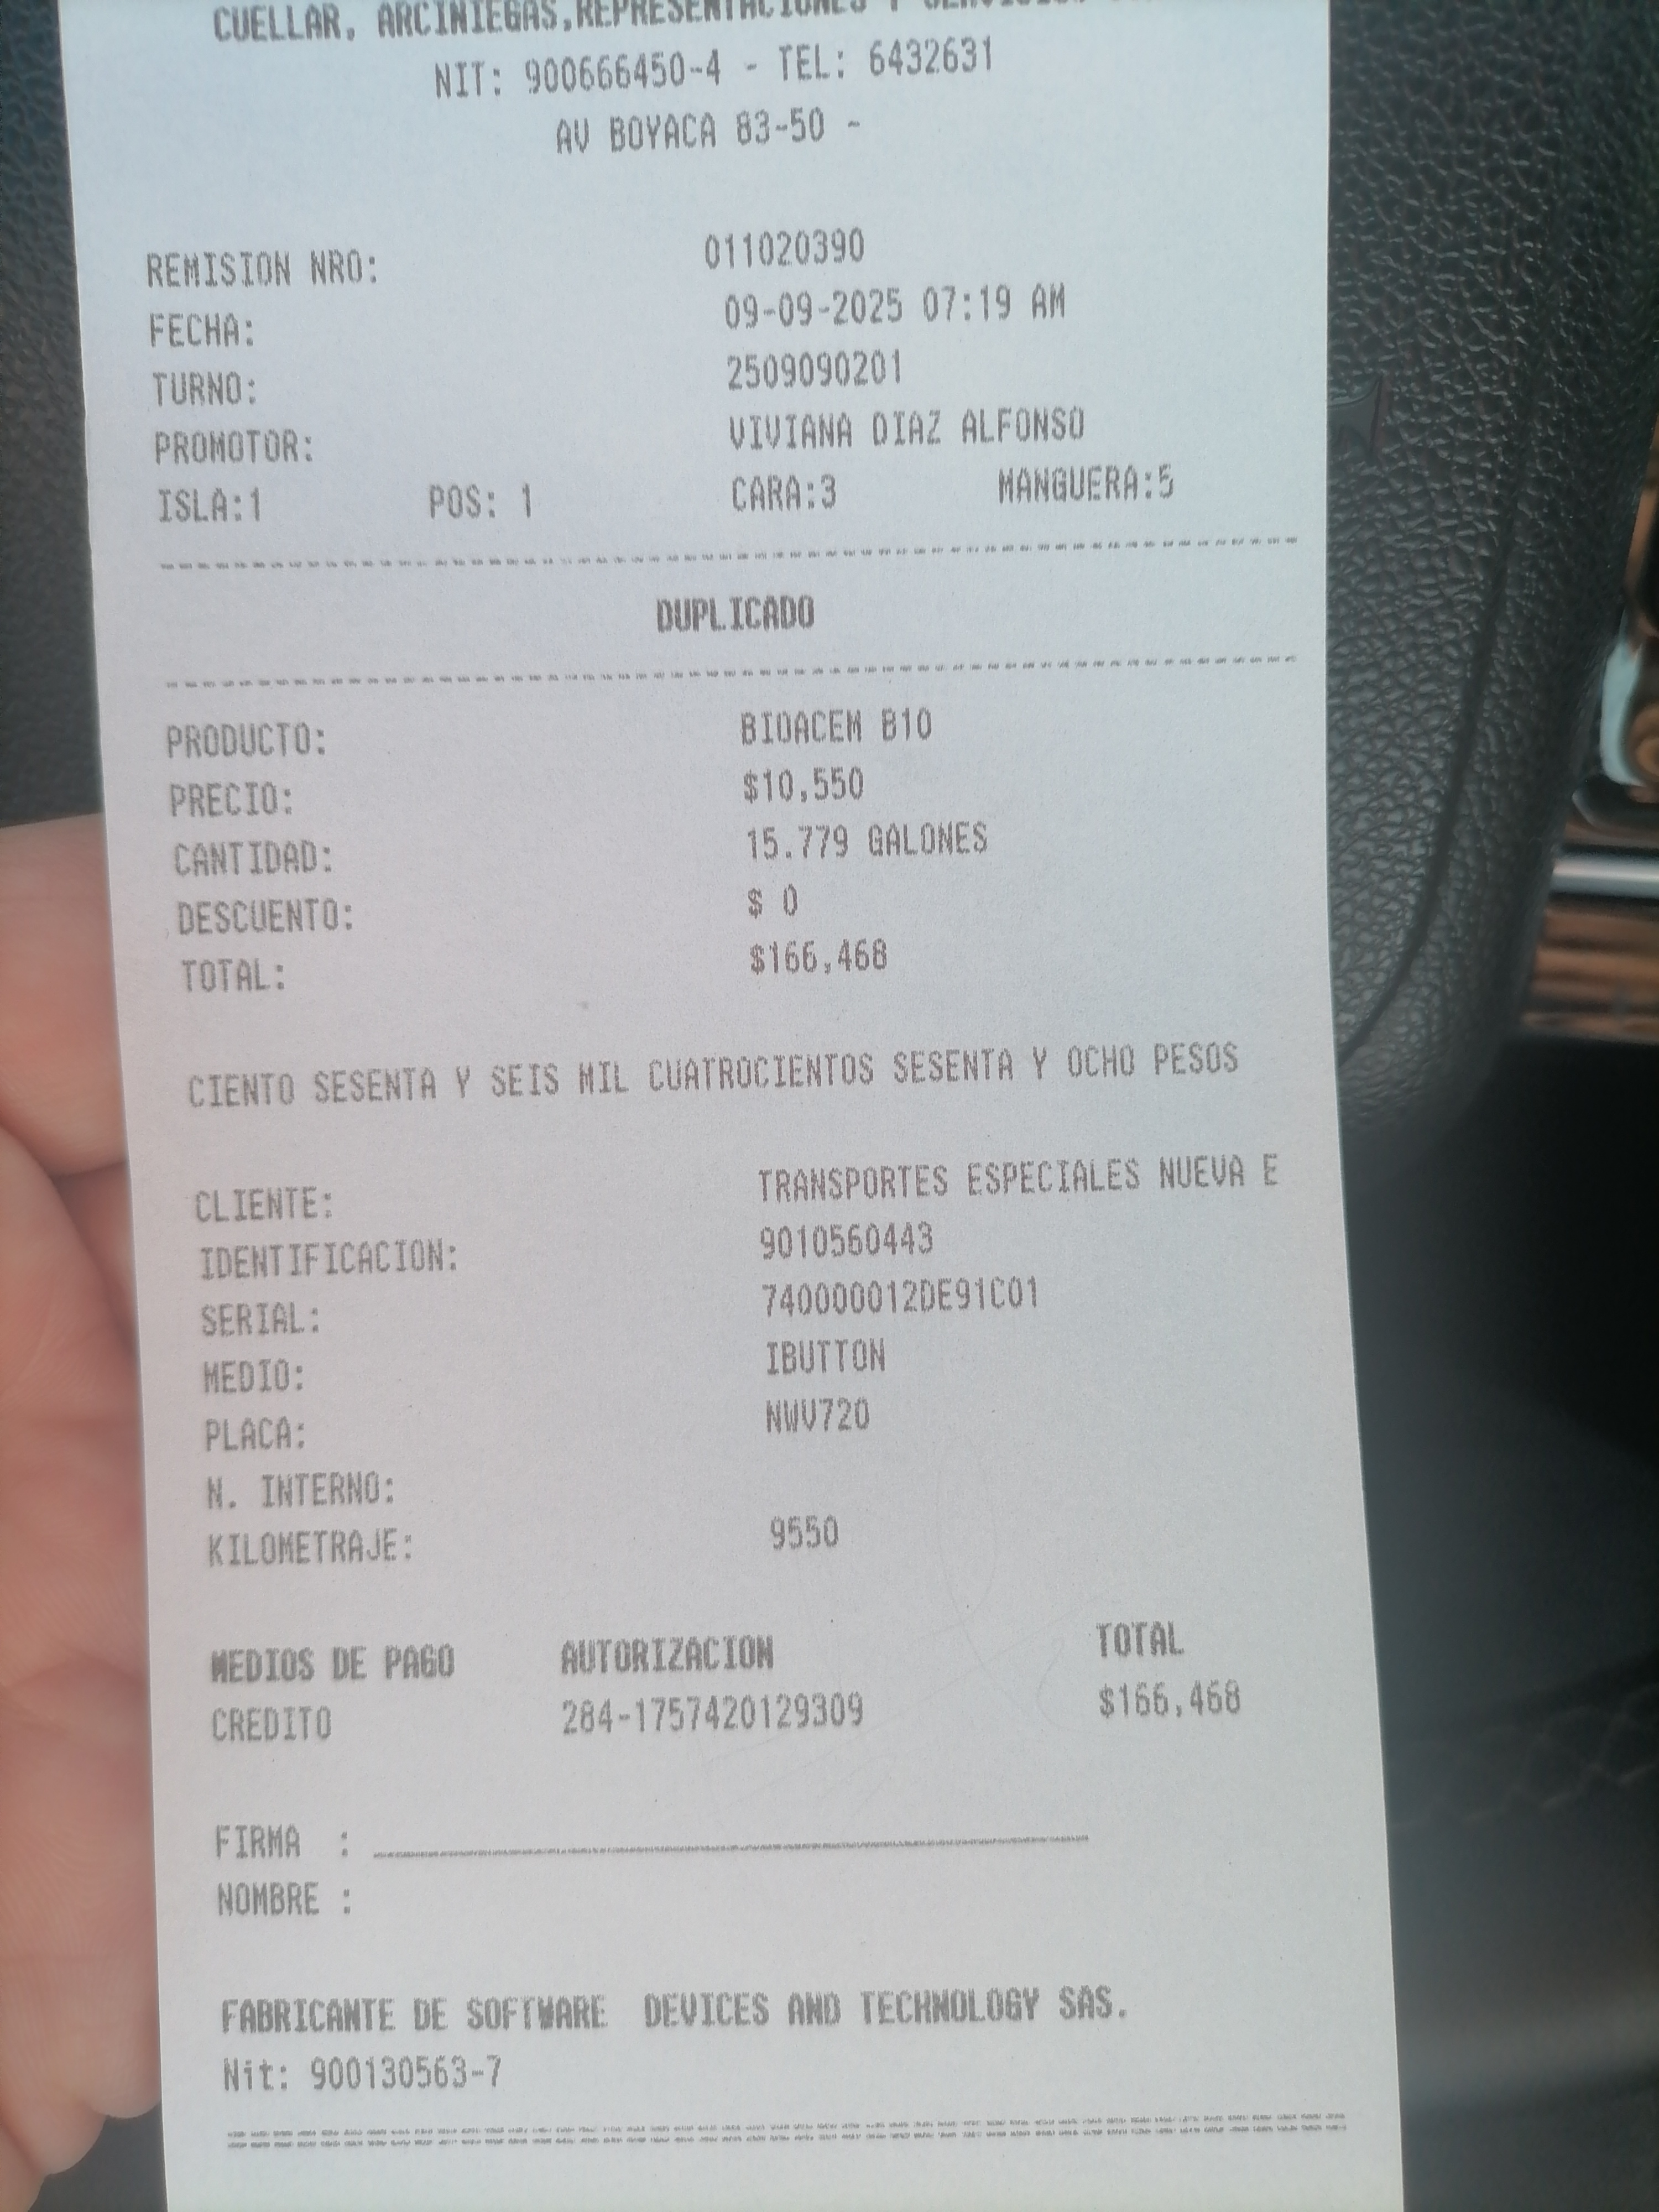 CUELLAR, ARCINIEGAS,REPRESENTACIONES Y
NIT: 900666450-4 - TEL: 6432631
AV BOYACA 83-50 -
REMISION NRO: 011020390
FECHA: 09-09-2025 07:19 AM
TURNO: 2509090201
PROMOTOR: VIVIANA DIAZ ALFONSO
ISLA:1 POS: 1 CARA:3 MANGUERA:5
DUPLICADO
PRODUCTO: BIOACEM B10
PRECIO: $10,550
CANTIDAD: 15.779 GALONES
DESCUENTO: $ 0
TOTAL: $166,468
CIENTO SESENTA Y SEIS MIL CUATROCIENTOS SESENTA Y OCHO PESOS
CLIENTE: TRANSPORTES ESPECIALES NUEVA E
IDENTIFICACION: 9010560443
SERIAL: 740000012DE91C01
MEDIO: IBUTTON
PLACA: NWV720
N. INTERNO:
KILOMETRAJE: 9550
MEDIOS DE PAGO AUTORIZACION TOTAL
CREDITO 284-1757420129309 $166,468
FIRMA :
NOMBRE :
FABRICANTE DE SOFTWARE DEVICES AND TECHNOLOGY SAS.
Nit: 900130563-7